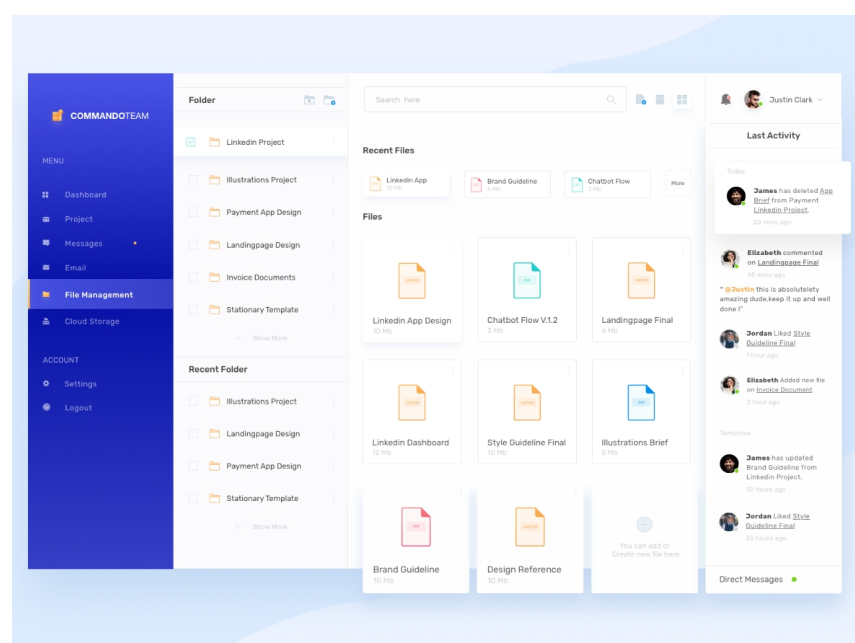 COMMANDOTEAM
MENU
Dashboard
Project
Messages
Email
File Management
Cloud Storage
ACCOUNT
Settings
Logout
Folder
Linkedin Project
Illustrations Project
Payment App Design
Landingpage Design
Invoice Documents
Stationary Template
Show More
Recent Folder
Illustrations Project
Landingpage Design
Payment App Design
Stationary Template
Show More
Search here
Recent Files
Linkedin App
10 Mb
Brand Guideline
Chatbot Flow
More
Files
Linkedin App Design
10 Mb
Chatbot Flow V.1.2
3 Mb
Landingpage Final
Mb
Linkedin Dashboard
12 Mb
Style Guideline Final
10 Mb
Illustrations Brief
5 Mb
Brand Guideline
10 Mb
Design Reference
10 Mb
You can add or
Create new file here
Justin Clark
Last Activity
Today
James has deleted App
Brief from Payment
Linkedin Project.
20 mins ago
Elizabeth commented
on Landingpage Final
45 mins ago
" @Justin this is absolutelety
amazing dude,keep it up and well
done !"
Jordan Liked Style
Guideline Final
1 hour ago
Elizabeth Added new file
on Invoice Document
hour ago
Tomorrow
James has updated
Brand Guideline from
Linkedin Project.
hours ago
Jordan Liked Style
Guideline Final
hours ago
Direct Messages